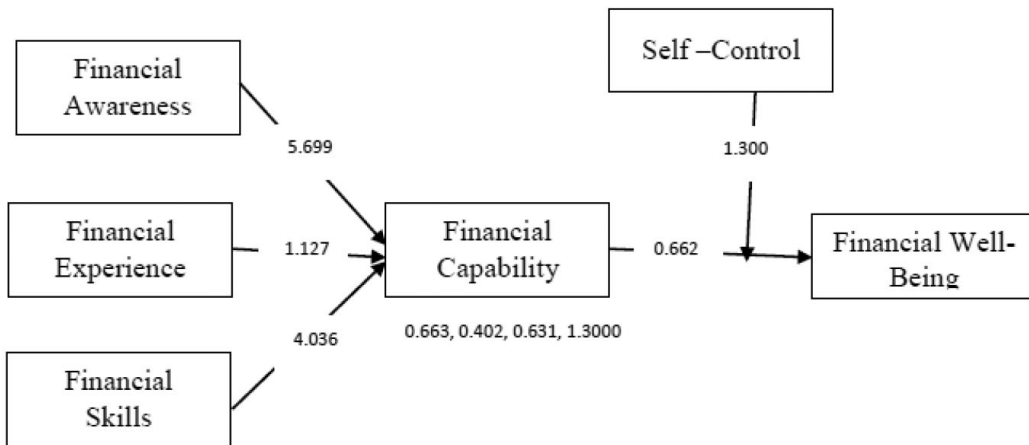 Financial
Awareness
Self –Control
5.699
1.300
Financial
Experience
1.127
Financial
Capability
0.662
Financial Well-
Being
0.663, 0.402, 0.631, 1.3000
4.036
Financial
Skills